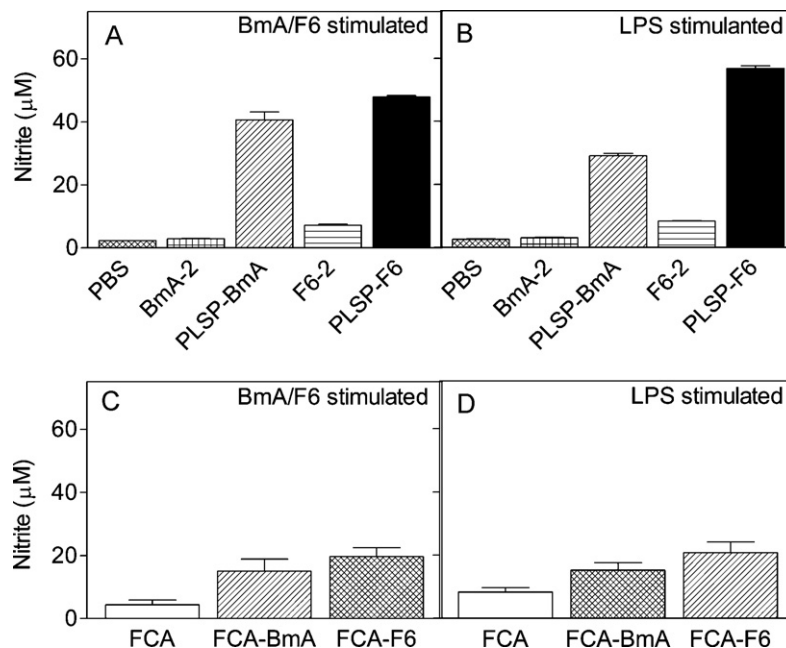 A
BmA/F6 stimulated
B
LPS stimulanted
Nitrite (μM)
60
40
20
0
PBS
BmA-2
PLSP-BmA
F6-2
PLSP-F6
PBS
BmA-2
PLSP-BmA
F6-2
PLSP-F6
C
BmA/F6 stimulated
D
LPS stimulated
Nitrite (μM)
60
40
20
0
FCA
FCA-BmA
FCA-F6
FCA
FCA-BmA
FCA-F6